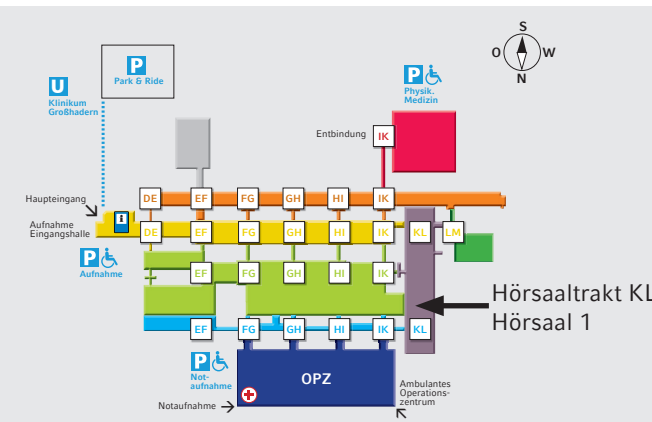 S
O W
N
P
Park & Ride
U
Klinikum
Großhadern
P
Physik.
Medizin
Entbindung
IK
Haupteingang
DE EF FG GH HI IK
Aufnahme
Eingangshalle
i
DE EF FG GH HI IK KL LM
P
Aufnahme
EF FG GH HI IK
Hörsaaltrakt KL
Hörsaal 1
EF FG GH HI IK KL
P
Not-
aufnahme
OPZ
Notaufnahme
Ambulantes
Operations-
zentrum